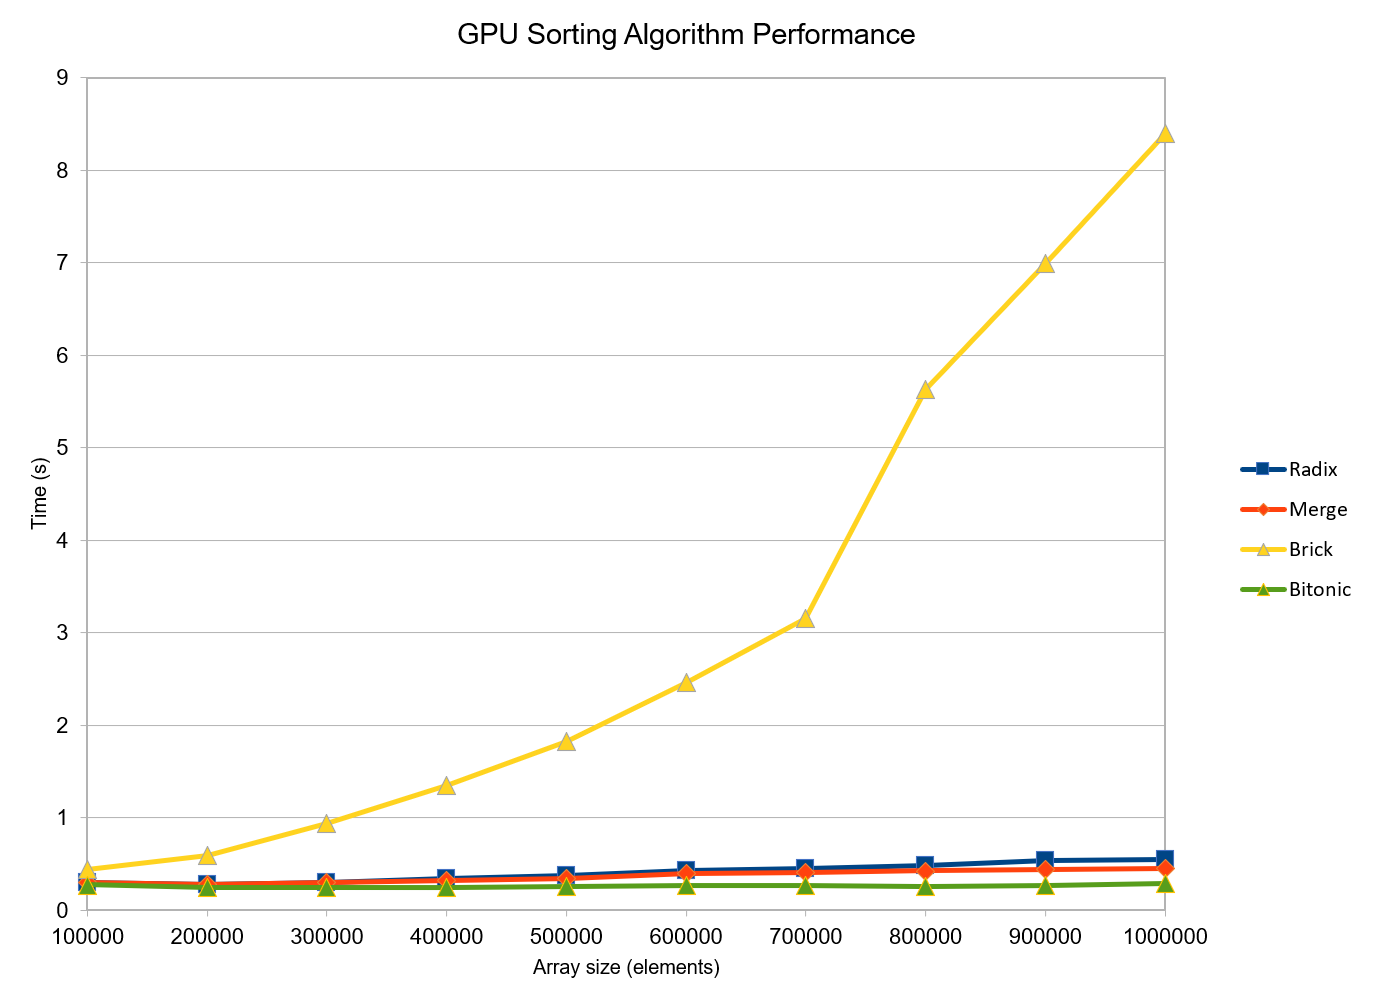 GPU Sorting Algorithm Performance
9
8
7
6
5
4
3
2
1
0
Time (s)
100000 200000 300000 400000 500000 600000 700000 800000 900000 1000000
Array size (elements)
Radix
Merge
Brick
Bitonic